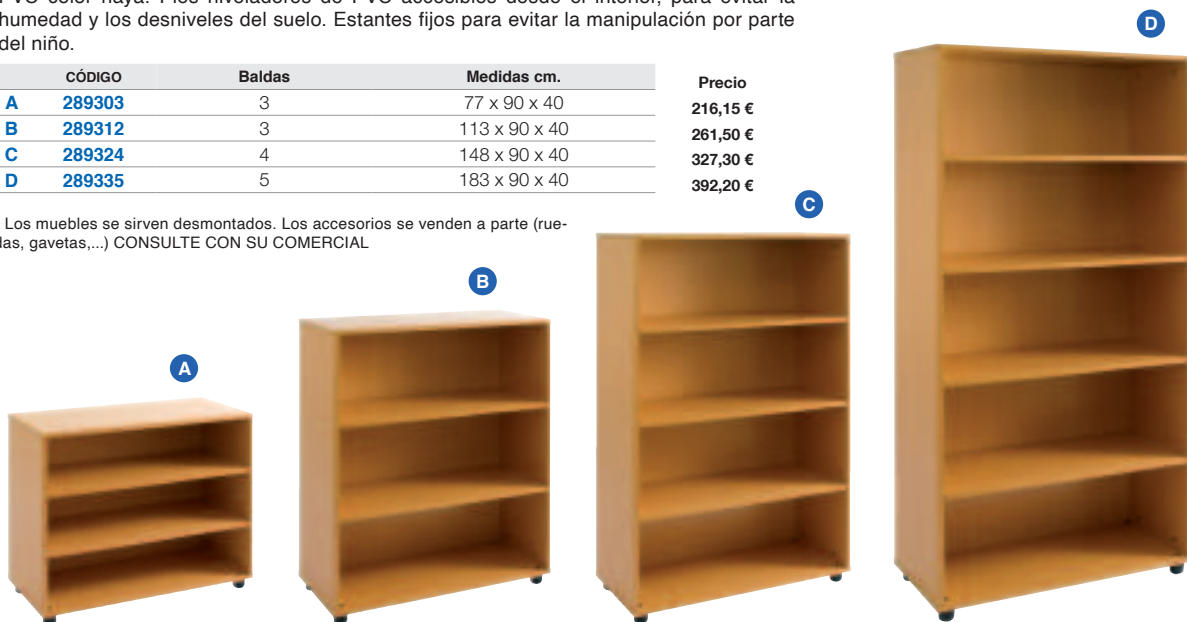 humedad y los desniveles del suelo. Estantes fijos para evitar la manipulación por parte
del niño.
CÓDIGO Baldas Medidas cm. Precio
A 289303 3 77 x 90 x 40 216,15 €
B 289312 3 113 x 90 x 40 261,50 €
C 289324 4 148 x 90 x 40 327,30 €
D 289335 5 183 x 90 x 40 392,20 €
Los muebles se sirven desmontados. Los accesorios se venden a parte (rue-
das, gavetas,...) CONSULTE CON SU COMERCIAL
A
B
C
D